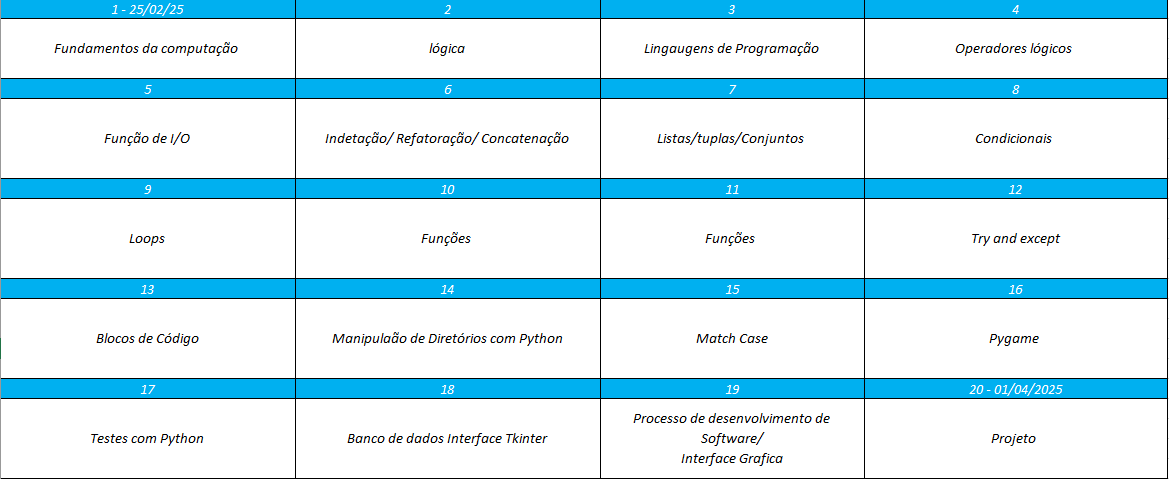 1 - 25/02/25
2
3
4
Fundamentos da computação
lógica
Lingaugens de Programação
Operadores lógicos
5
6
7
8
Função de I/O
Indetação/ Refatoração/ Concatenação
Listas/tuplas/Conjuntos
Condicionais
9
10
11
12
Loops
Funções
Funções
Try and except
13
14
15
16
Blocos de Código
Manipulaão de Diretórios com Python
Match Case
Pygame
17
18
19
20 - 01/04/2025
Testes com Python
Banco de dados Interface Tkinter
Processo de desenvolvimento de
Software/
Interface Grafica
Projeto